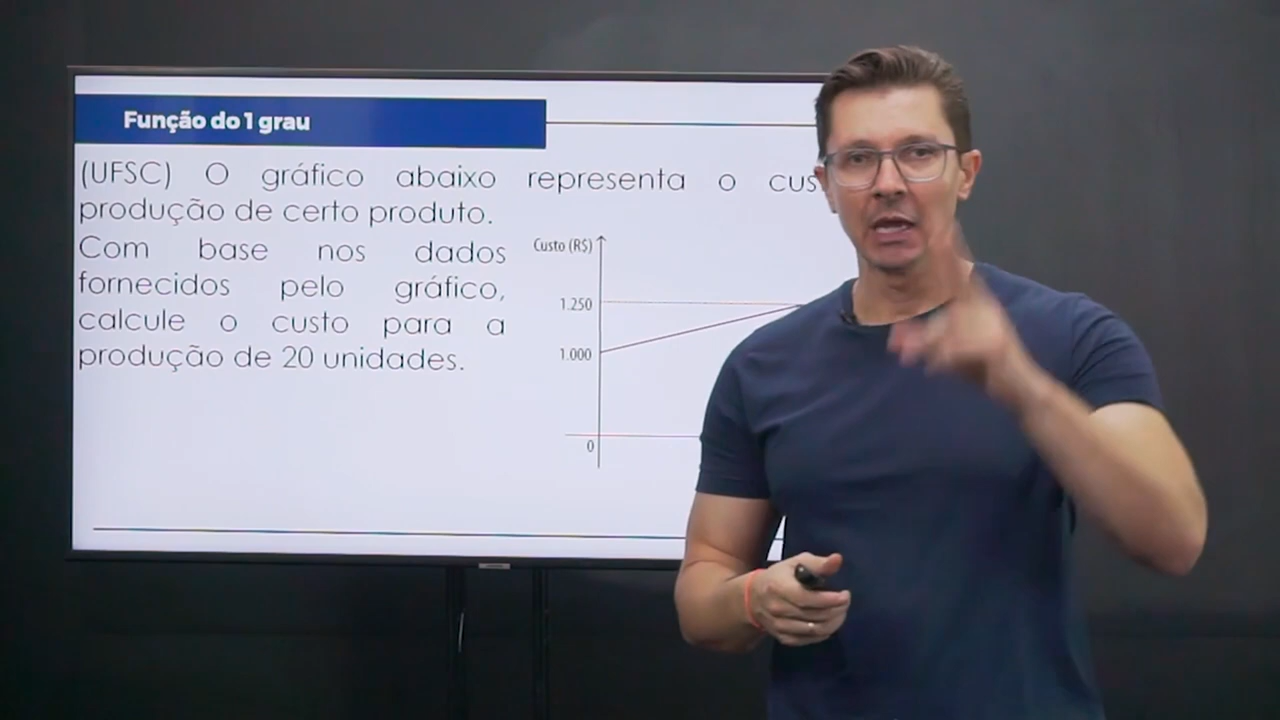 Função do 1 grau
(UFSC) O gráfico abaixo representa o cus
produção de certo produto.
Com base nos dados
fornecidos pelo gráfico,
calcule o custo para a
produção de 20 unidades.
Custo (R$)
1.250
1.000
0